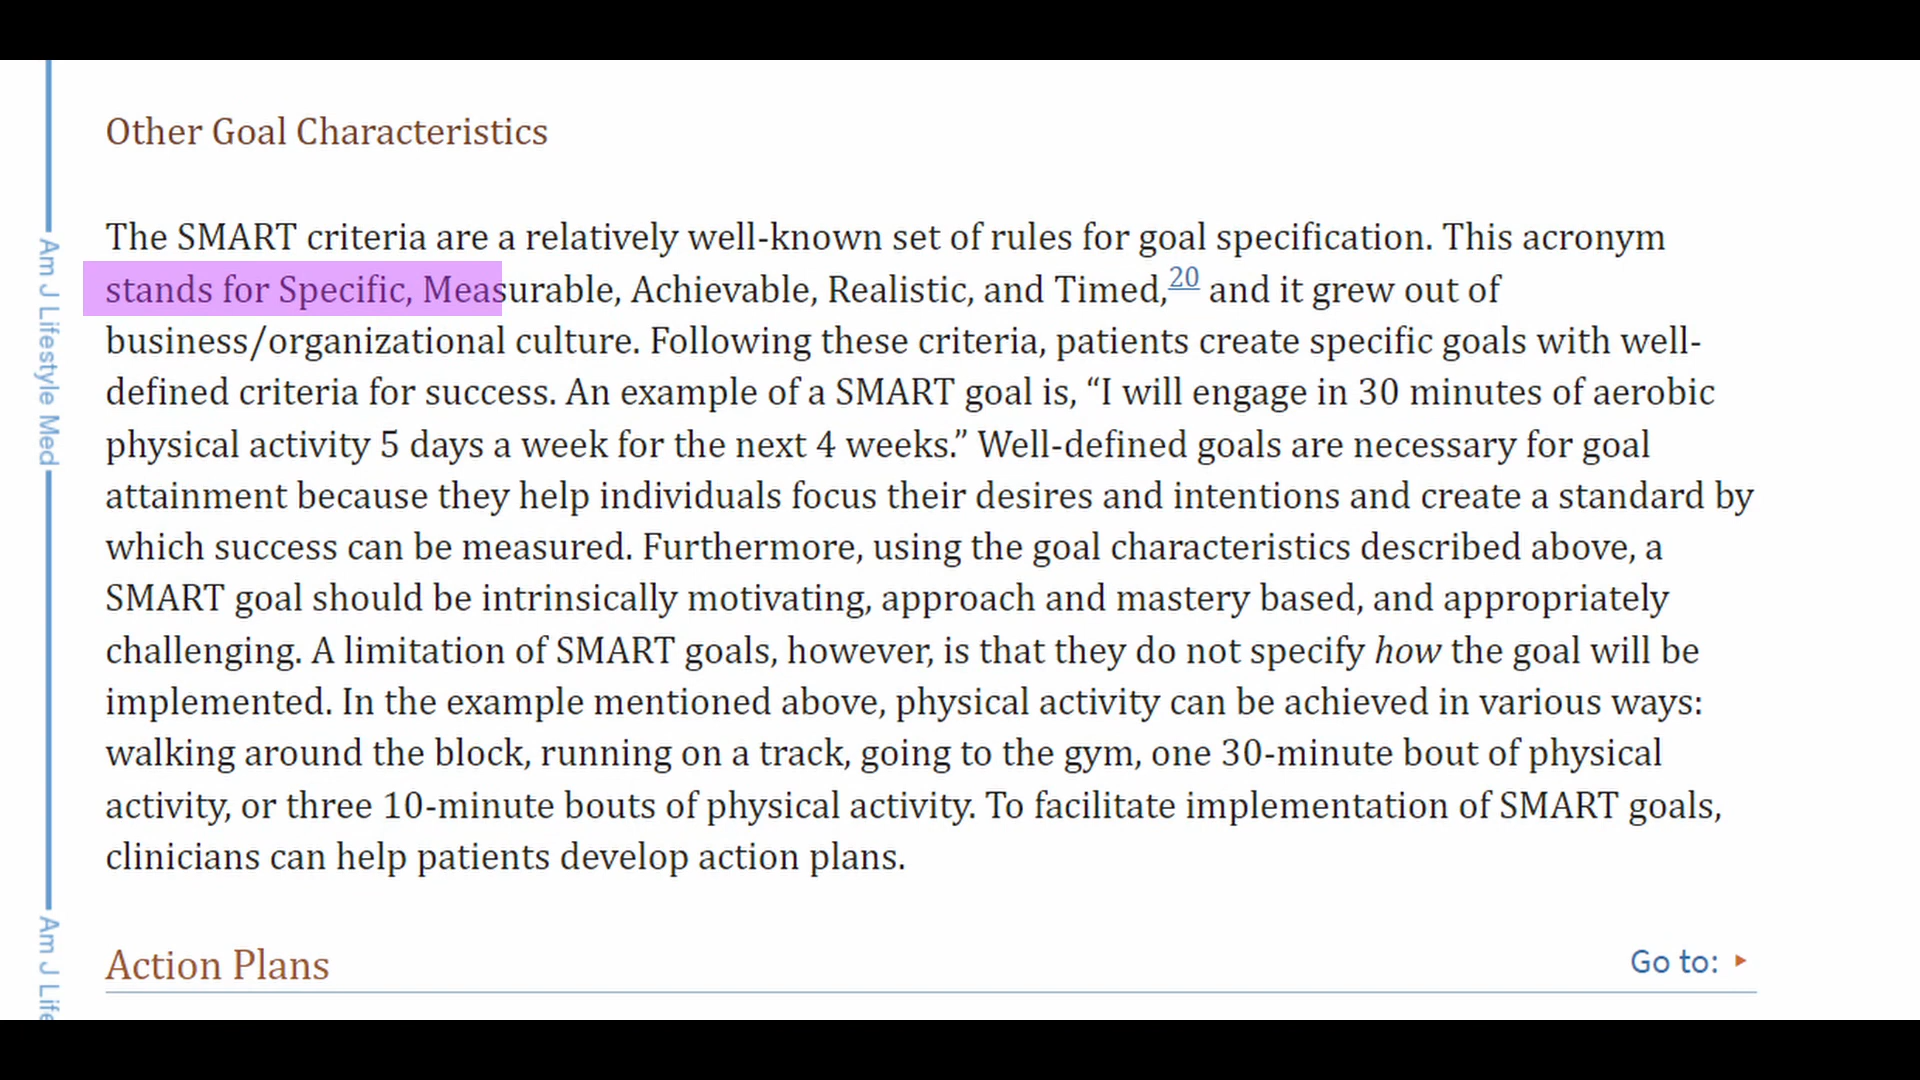 Other Goal Characteristics
The SMART criteria are a relatively well-known set of rules for goal specification. This acronym
stands for Specific, Measurable, Achievable, Realistic, and Timed,20 and it grew out of
business/organizational culture. Following these criteria, patients create specific goals with well-
defined criteria for success. An example of a SMART goal is, “I will engage in 30 minutes of aerobic
physical activity 5 days a week for the next 4 weeks.” Well-defined goals are necessary for goal
attainment because they help individuals focus their desires and intentions and create a standard by
which success can be measured. Furthermore, using the goal characteristics described above, a
SMART goal should be intrinsically motivating, approach and mastery based, and appropriately
challenging. A limitation of SMART goals, however, is that they do not specify how the goal will be
implemented. In the example mentioned above, physical activity can be achieved in various ways:
walking around the block, running on a track, going to the gym, one 30-minute bout of physical
activity, or three 10-minute bouts of physical activity. To facilitate implementation of SMART goals,
clinicians can help patients develop action plans.
Action Plans
Go to:
Am J Lifestyle Med
Am J Life